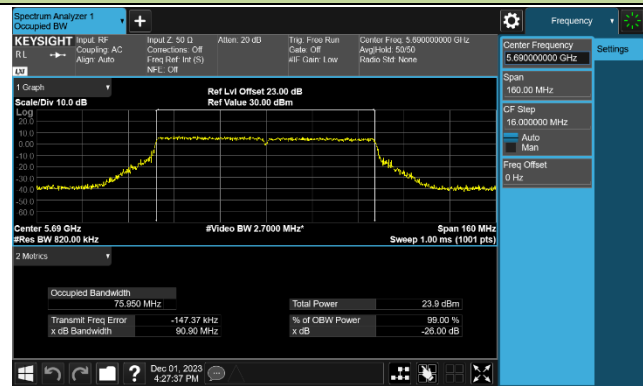 Spectrum Analyzer 1
Occupied BW
Frequency
KEYSIGHT
Input: RF
Input Z: 50 Ω
Atten: 20 dB
Trig: Free Run
Center Freq: 5.690000000 GHz
RL
Coupling: AC
Corrections: Off
Gate: Off
Avg|Hold: 50/50
Align: Auto
Freq Ref: Int (S)
#IF Gain: Low
Radio Std: None
NFE: Off
LXI
Center Frequency
5.690000000 GHz
Settings
Span
160.00 MHz
CF Step
16.000000 MHz
Auto
Man
Freq Offset
0 Hz
1 Graph
Scale/Div 10.0 dB
Ref Lvl Offset 23.00 dB
Ref Value 30.00 dBm
Log
20.0
10.0
0.00
-10.0
-20.0
-30.0
-40.0
-50.0
-60.0
Center 5.69 GHz
#Video BW 2.7000 MHz*
Span 160 MHz
#Res BW 820.00 kHz
Sweep 1.00 ms (1001 pts)
2 Metrics
Occupied Bandwidth
75.950 MHz
Total Power
23.9 dBm
Transmit Freq Error
-147.37 kHz
% of OBW Power
99.00 %
x dB Bandwidth
90.90 MHz
x dB
-26.00 dB
?
Dec 01, 2023
4:27:37 PM